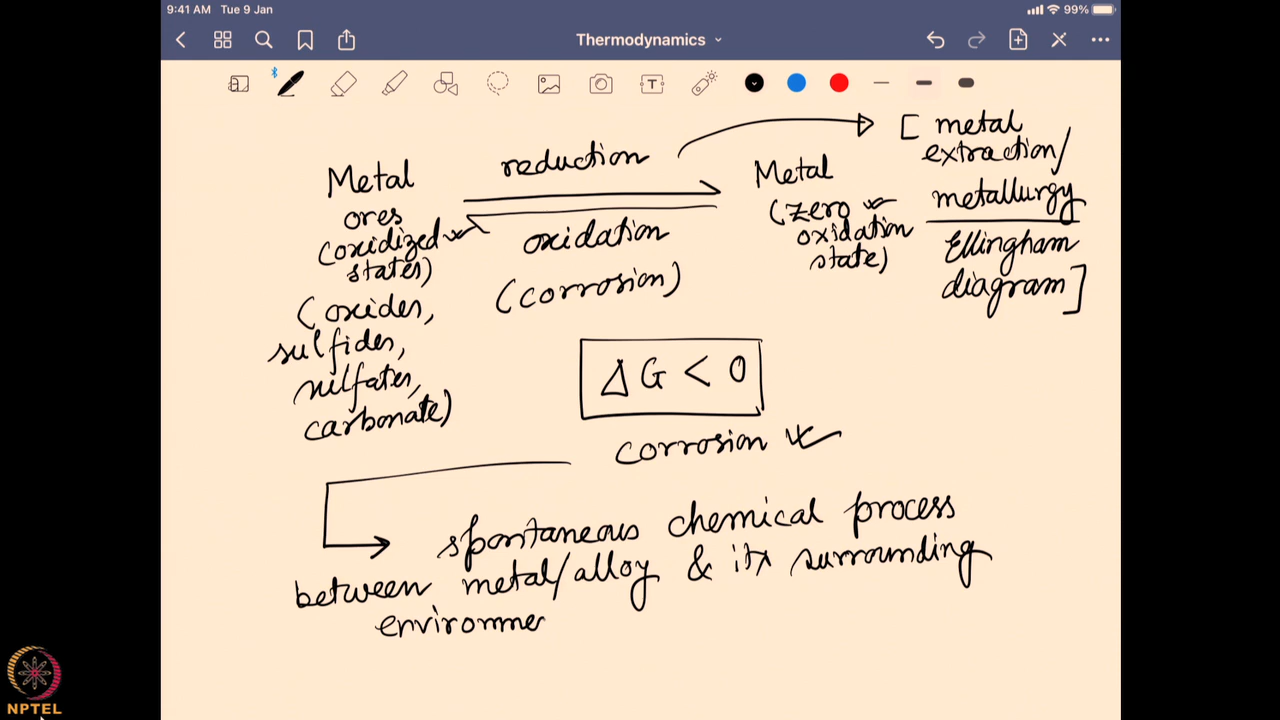 9:41 AM Tue 9 Jan
99%
Thermodynamics
T
reduction
[ metal
extraction/
metallurgy
Ellingham
diagram ]
Metal
ores
(oxidized
states)
(oxides,
sulfides,
sulfates,
carbonate)
oxidation
(corrosion)
Metal
(zero
oxidation
state)
ΔG < 0
corrosion
spontaneous chemical process
between metal/alloy & its surrounding
environme
NPTEL